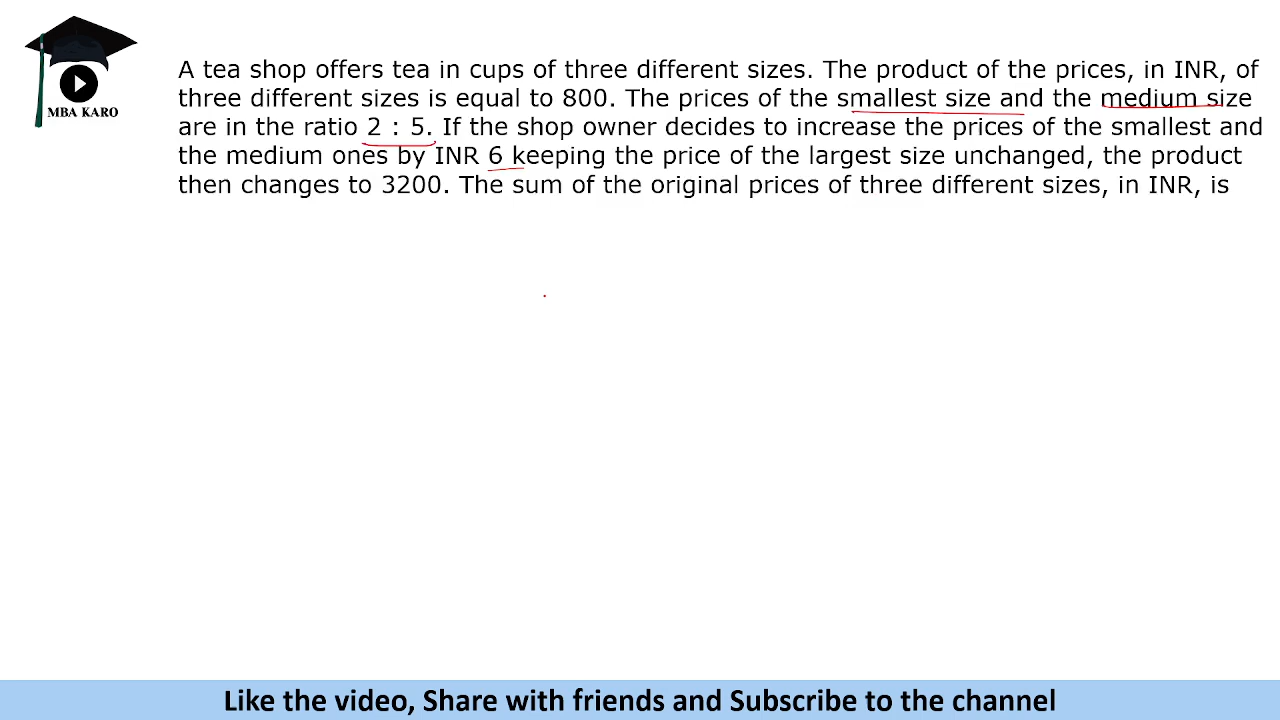 MBA KARO
A tea shop offers tea in cups of three different sizes. The product of the prices, in INR, of
three different sizes is equal to 800. The prices of the smallest size and the medium size
are in the ratio 2 : 5. If the shop owner decides to increase the prices of the smallest and
the medium ones by INR 6 keeping the price of the largest size unchanged, the product
then changes to 3200. The sum of the original prices of three different sizes, in INR, is
Like the video, Share with friends and Subscribe to the channel